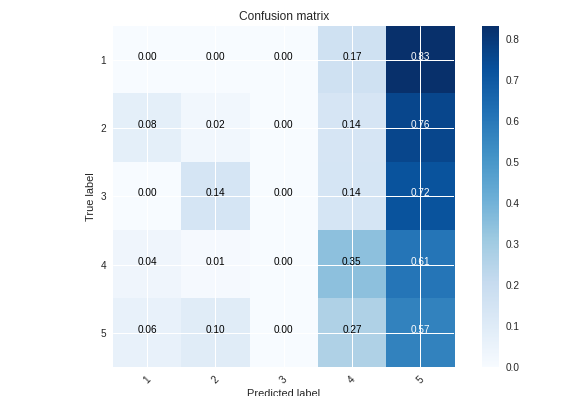 Confusion matrix
1 0.00 0.00 0.00 0.17 0.83
2 0.08 0.02 0.00 0.14 0.76
3 0.00 0.14 0.00 0.14 0.72
4 0.04 0.01 0.00 0.35 0.61
5 0.06 0.10 0.00 0.27 0.57
1 2 3 4 5
True label
Predicted label
0.8
0.7
0.6
0.5
0.4
0.3
0.2
0.1
0.0